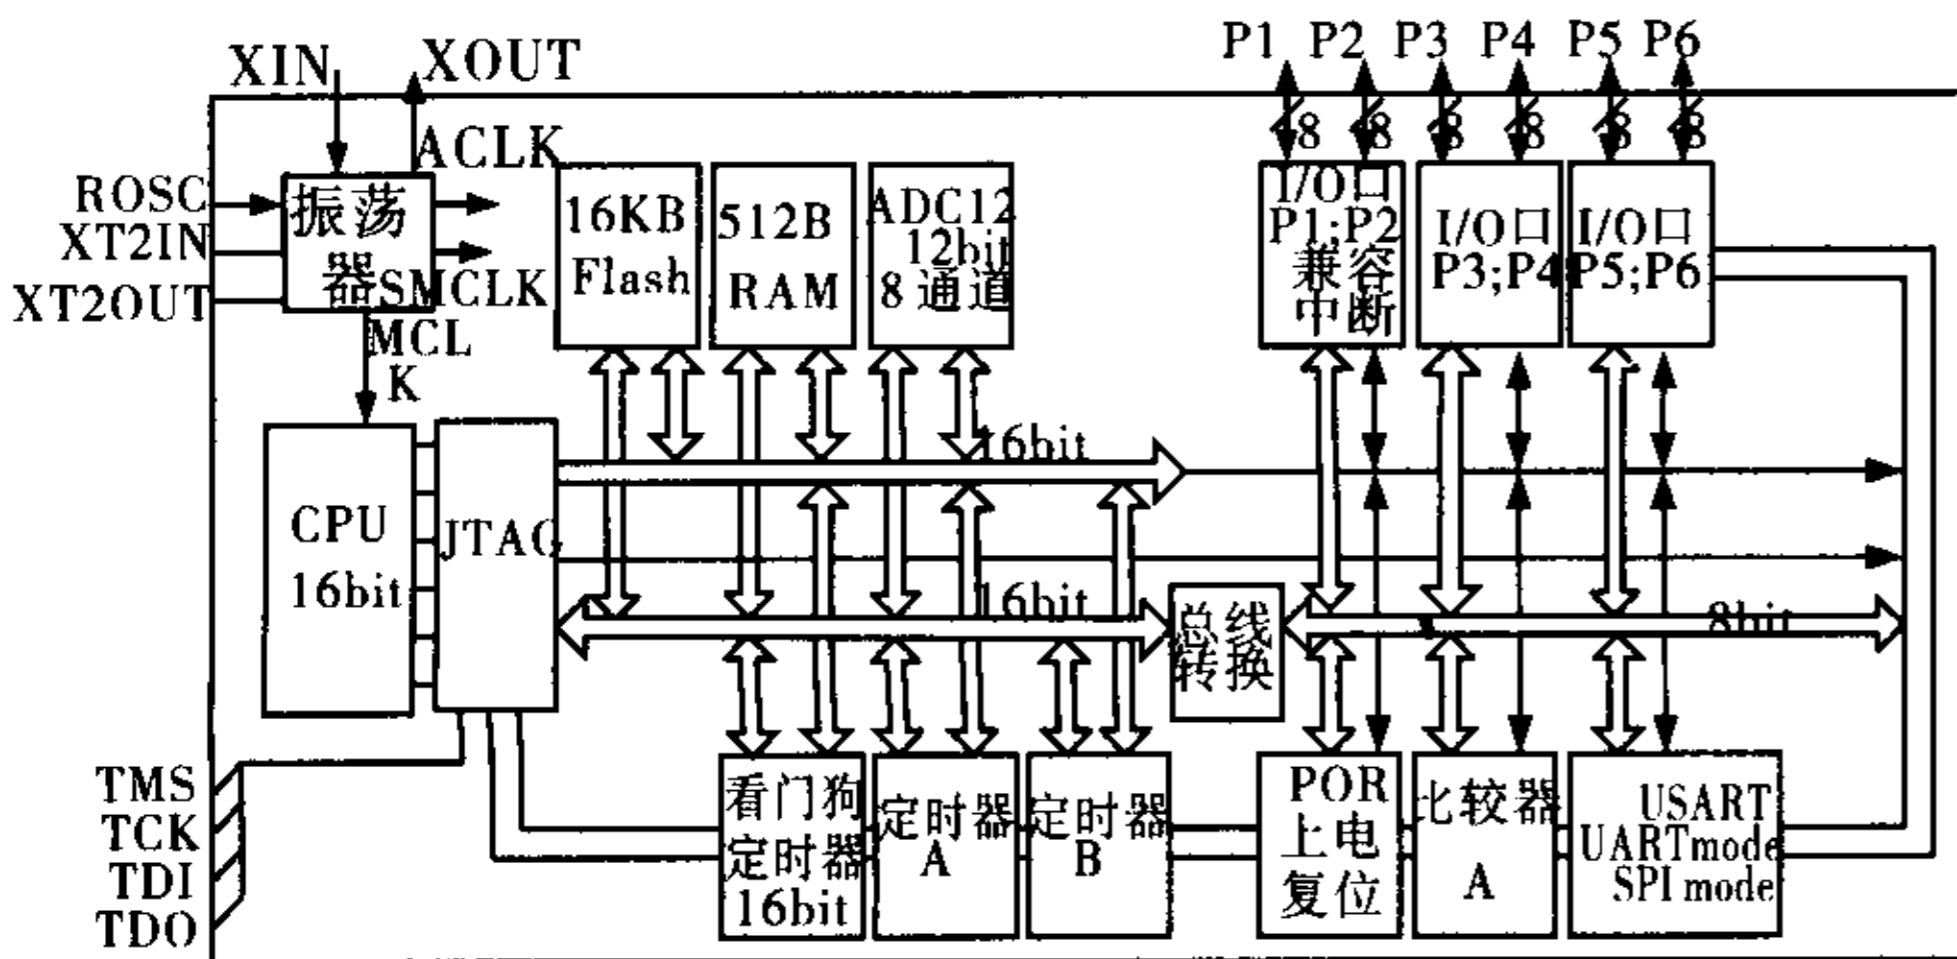 XIN
XOUT
P1
P2
P3
P4
P5
P6
8
8
8
8
8
8
ROSC
XT2IN
XT2OUT
振荡
器
ACLK
SMCLK
MCL
K
16KB
Flash
512B
RAM
ADC12
12bit
8通道
I/O口
P1;P2
兼容
中断
I/O口
P3;P4
I/O口
P5;P6
CPU
16bit
JTAG
16bit
16bit
总线
转换
8bit
TMS
TCK
TDI
TDO
看门狗
定时器
16bit
定时器
A
定时器
B
POR
上电
复位
比较器
A
USART
UARTmode
SPI mode